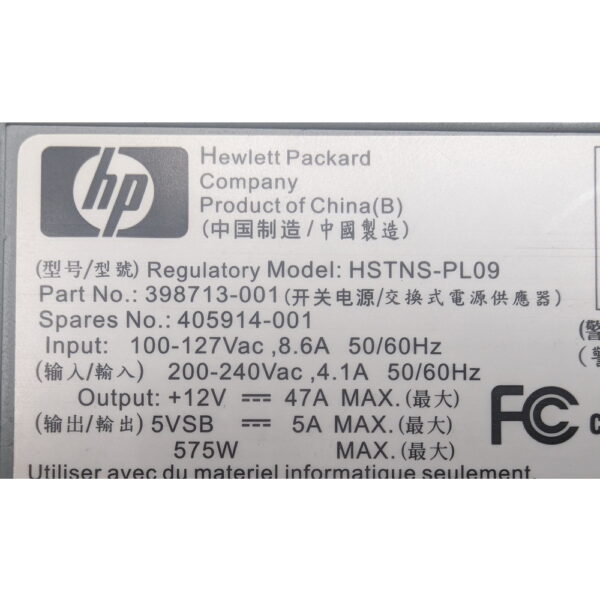 hp
Hewlett Packard
Company
Product of China(B)
(中国制造/中國製造)
(型号/型號) Regulatory Model: HSTNS-PL09
Part No.: 398713-001 (开关电源/交换式電源供應器)
Spares No.: 405914-001
Input: 100-127Vac ,8.6A 50/60Hz
(输入/輸入) 200-240Vac ,4.1A 50/60Hz
Output: +12V ⎓ 47A MAX.(最大)
(输出/輸出) 5VSB ⎓ 5A MAX.(最大)
575W MAX.(最大)
Utiliser avec du materiel informatique seulement.
(警
(警
FC